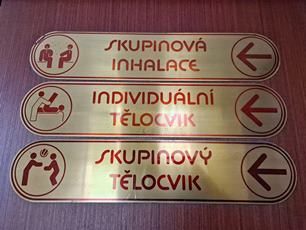 SKUPINOVÁ
INHALACE
INDIVIDUÁLNÍ
TĚLOCVIK
SKUPINOVÝ
TĚLOCVIK